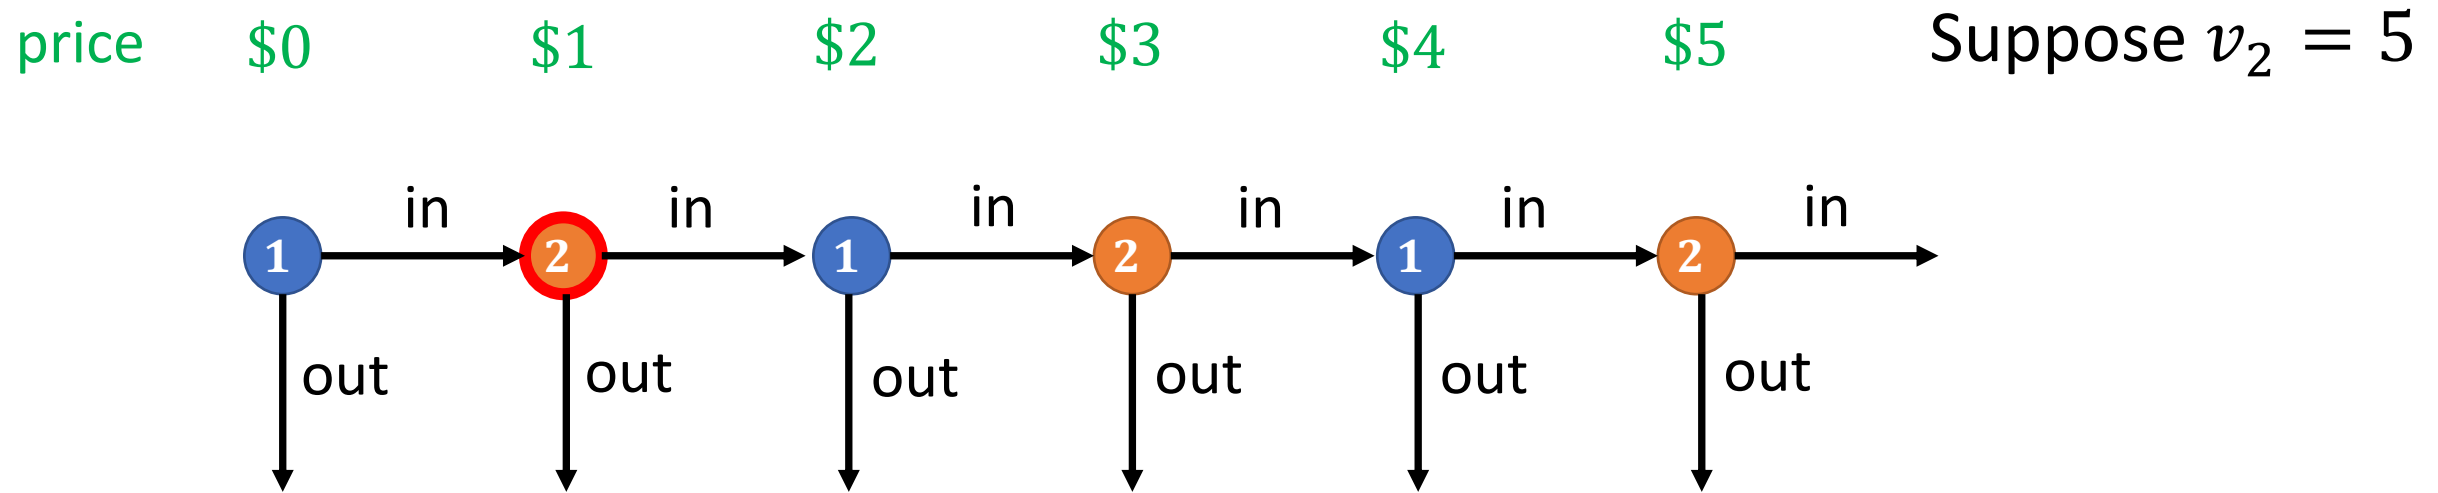 price $0 $1 $2 $3 $4 $5 Suppose v₂ = 5
in in in in in in
1 2 1 2 1 2
out out out out out out